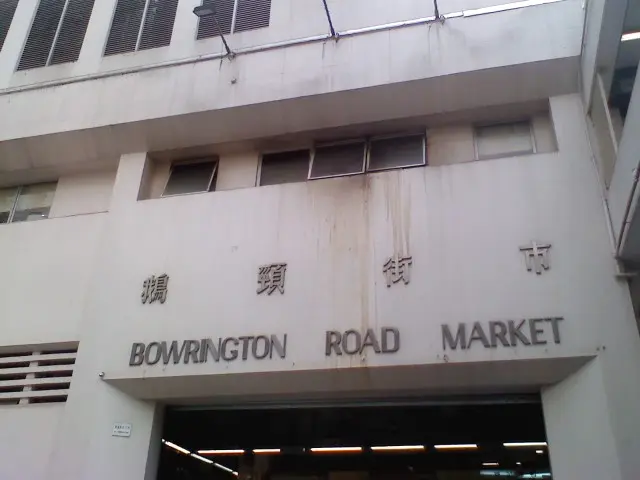 鵝頸街市
BOWRINGTON ROAD MARKET